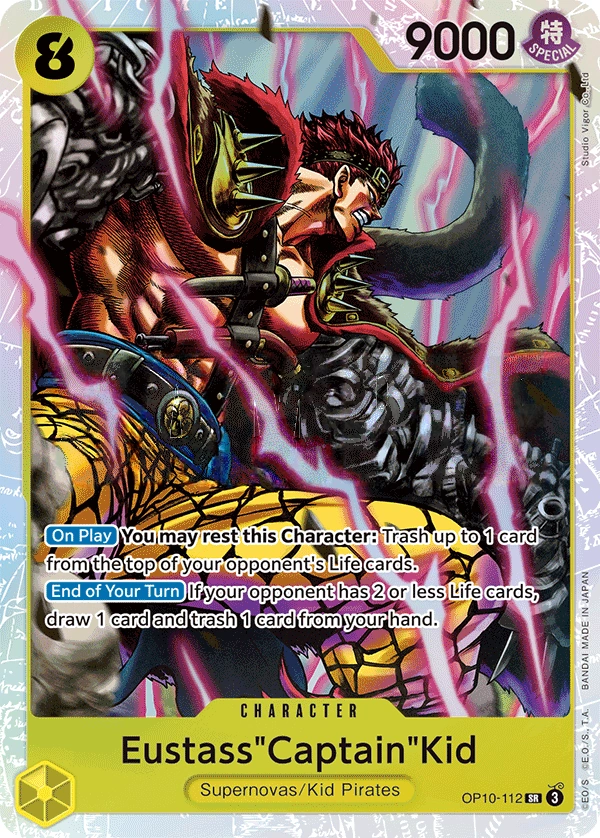 8
9000
特
SPECIAL
Studio Vigor Co.,Ltd
On Play You may rest this Character: Trash up to 1 card
from the top of your opponent's Life cards.
End of Your Turn If your opponent has 2 or less Life cards,
draw 1 card and trash 1 card from your hand.
CHARACTER
Eustass"Captain"Kid
Supernovas/Kid Pirates
OP10-112 SR 3
©E.O/S ©E.O./S., T.A. BANDAI MADE IN JAPAN